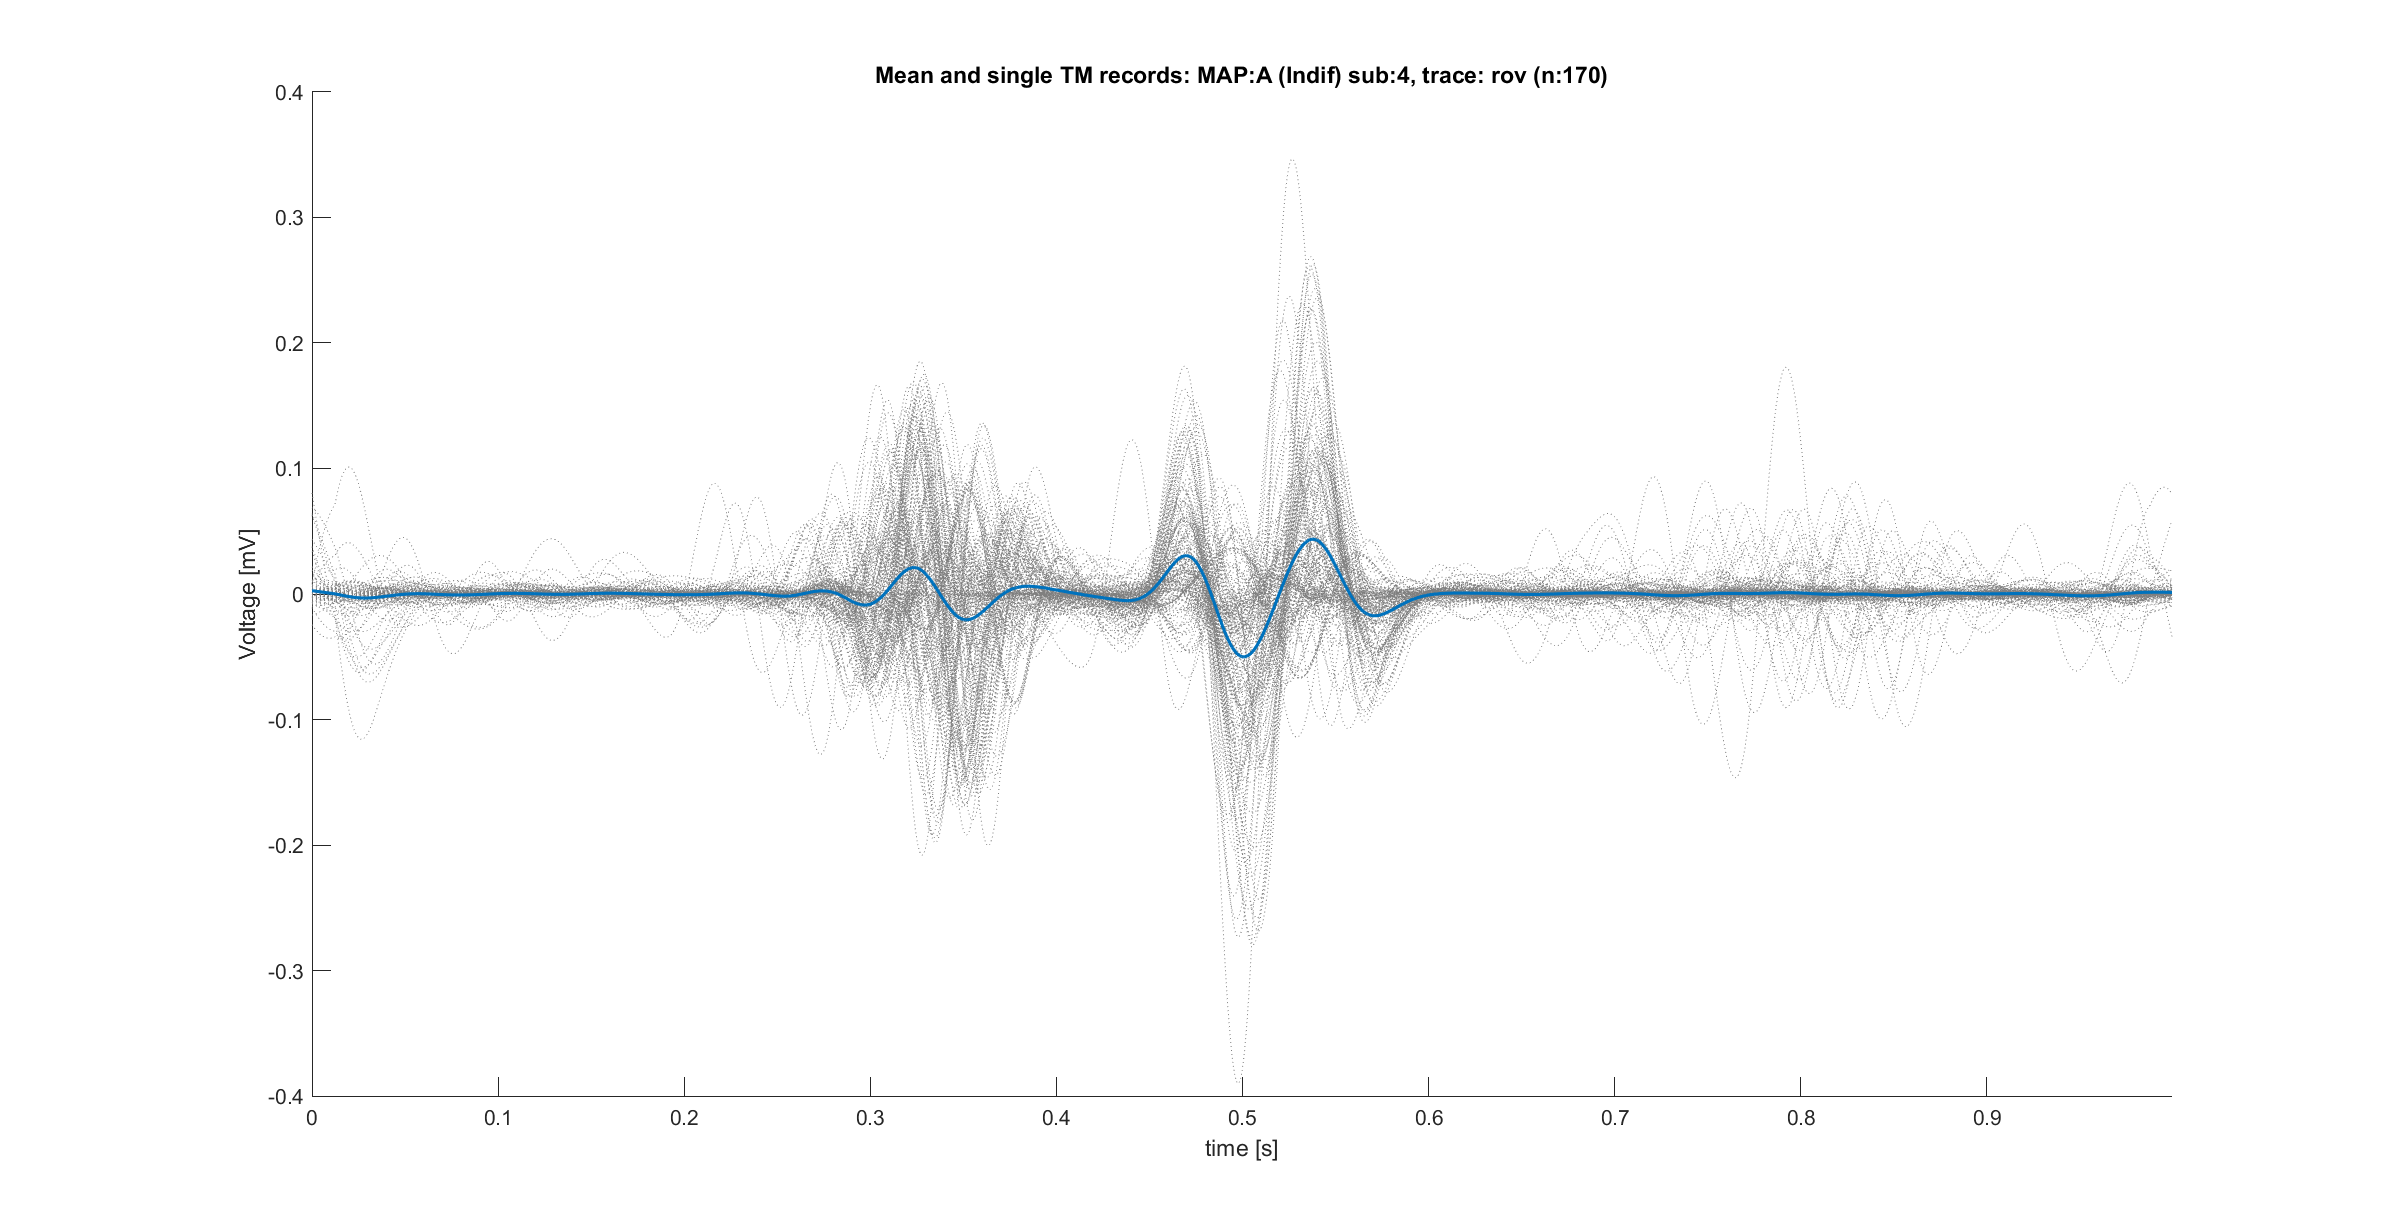 Mean and single TM records: MAP:A (Indif) sub:4, trace: rov (n:170)
0.4
0.3
0.2
0.1
0
-0.1
-0.2
-0.3
-0.4
Voltage [mV]
0 0.1 0.2 0.3 0.4 0.5 0.6 0.7 0.8 0.9
time [s]